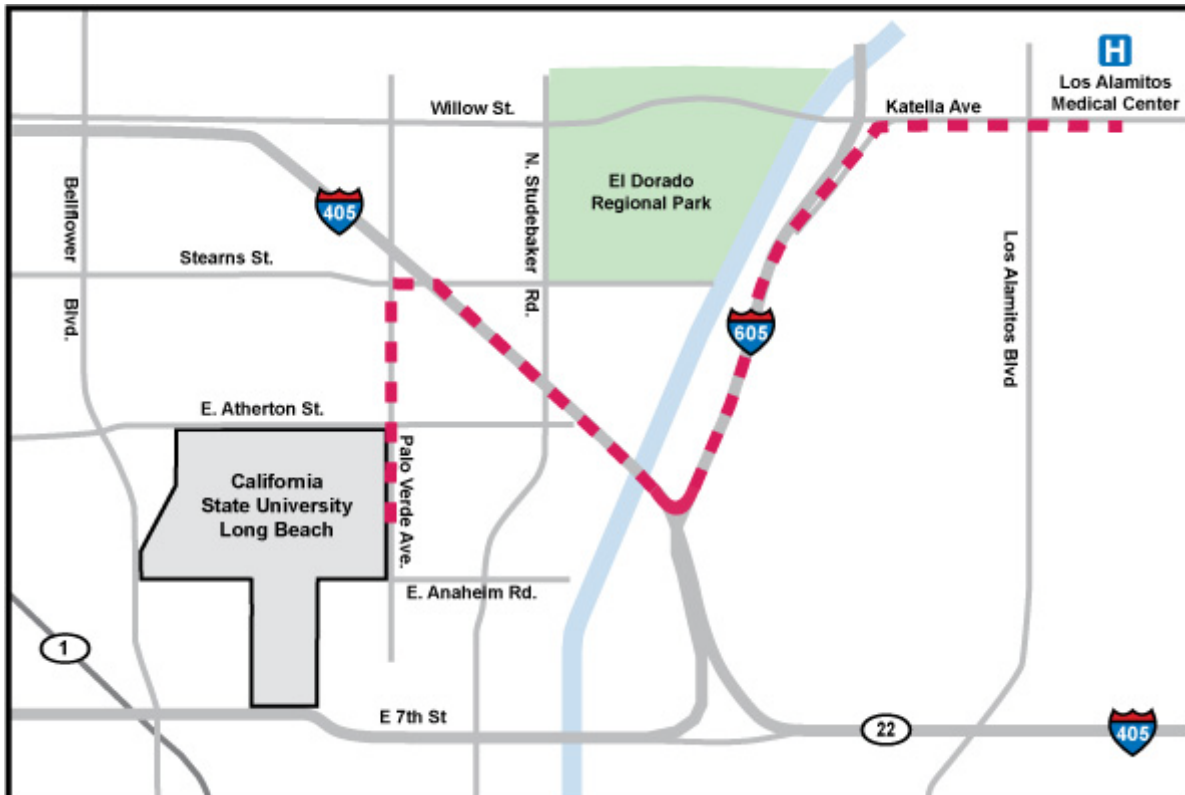 H
Los Alamitos
Medical Center
Willow St.
Katella Ave
Bellflower Blvd.
405
N. Studebaker Rd.
El Dorado
Regional Park
Stearns St.
605
Los Alamitos Blvd
E. Atherton St.
Palo Verde Ave.
California
State University
Long Beach
E. Anaheim Rd.
1
E 7th St
22
405